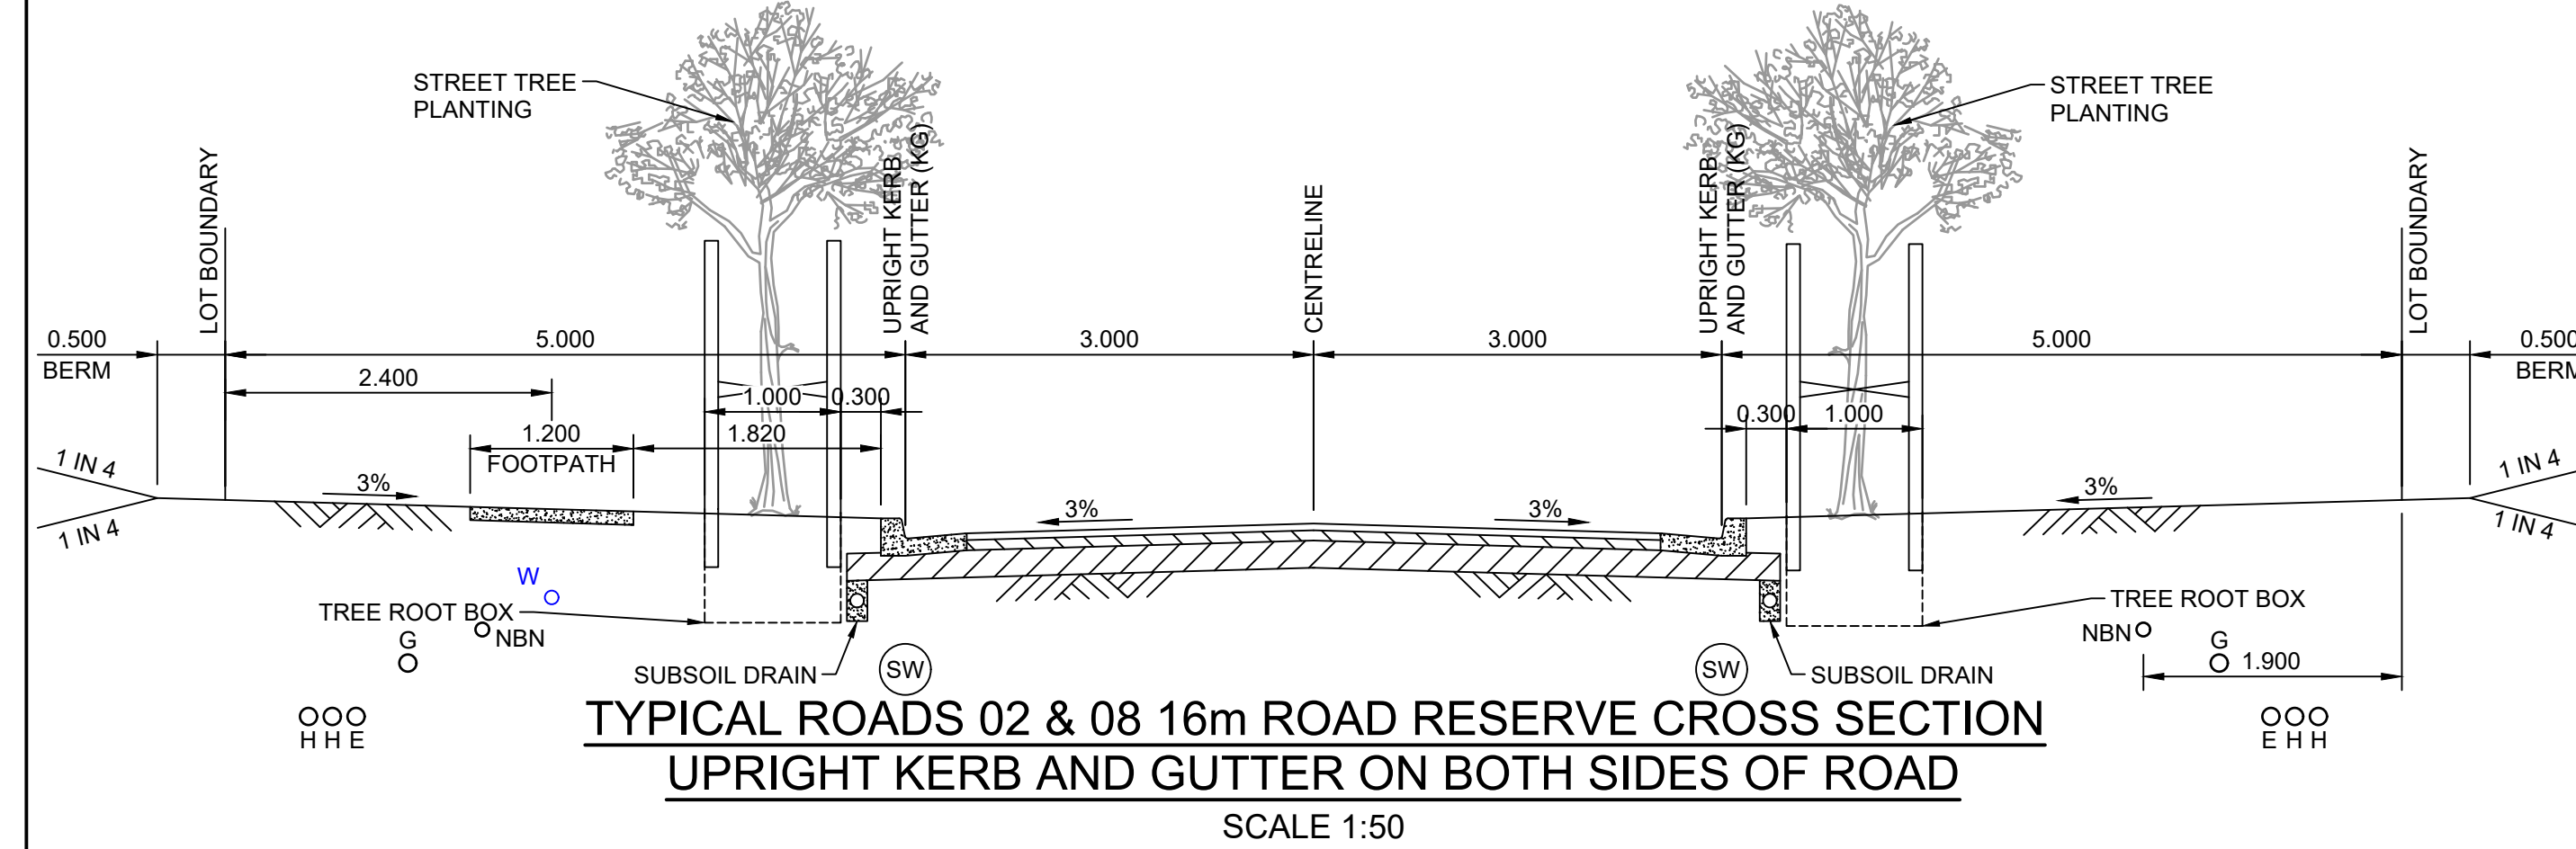 STREET TREE
PLANTING
STREET TREE
PLANTING
LOT BOUNDARY
UPRIGHT KERB
AND GUTTER (KG)
CENTRELINE
UPRIGHT KERB
AND GUTTER (KG)
LOT BOUNDARY
0.500
BERM
5.000
3.000
3.000
5.000
0.500
BERM
2.400
1.000
0.300
0.300
1.000
1.200
FOOTPATH
1.820
1 IN 4
1 IN 4
3%
3%
3%
3%
1 IN 4
1 IN 4
W
TREE ROOT BOX
G
NBN
TREE ROOT BOX
NBN
G
1.900
SUBSOIL DRAIN
SW
SW
SUBSOIL DRAIN
H H E
E H H
TYPICAL ROADS 02 & 08 16m ROAD RESERVE CROSS SECTION
UPRIGHT KERB AND GUTTER ON BOTH SIDES OF ROAD
SCALE 1:50